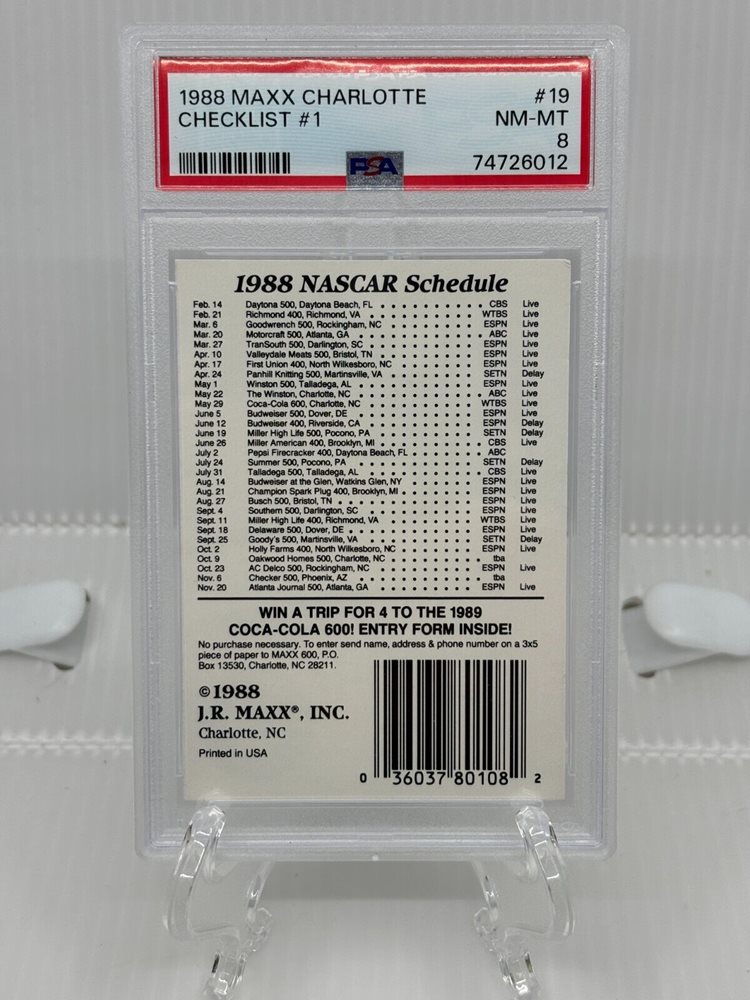 1988 MAXX CHARLOTTE #19
CHECKLIST #1 NM-MT
8
PSA 74726012
1988 NASCAR Schedule
Feb. 14 Daytona 500, Daytona Beach, FL CBS Live
Feb. 21 Richmond 400, Richmond, VA WTBS Live
Mar. 6 Goodwrench 500, Rockingham, NC ESPN Live
Mar. 20 Motorcraft 500, Atlanta, GA ABC Live
Mar. 27 TranSouth 500, Darlington, SC ESPN Live
Apr. 10 Valleydale Meats 500, Bristol, TN ESPN Live
Apr. 17 First Union 400, North Wilkesboro, NC ESPN Live
Apr. 24 Panhill Knitting 500, Martinsville, VA SETN Delay
May 1 Winston 500, Talladega, AL ESPN Live
May 22 The Winston, Charlotte, NC ABC Live
May 29 Coca-Cola 600, Charlotte, NC WTBS Live
June 5 Budweiser 500, Dover, DE ESPN Live
June 12 Budweiser 400, Riverside, CA ESPN Delay
June 19 Miller High Life 500, Pocono, PA SETN Delay
June 26 Miller American 400, Brooklyn, MI CBS Live
July 2 Pepsi Firecracker 400, Daytona Beach, FL ABC
July 24 Summer 500, Pocono, PA SETN Delay
July 31 Talladega 500, Talladega, AL CBS Live
Aug. 14 Budweiser at the Glen, Watkins Glen, NY ESPN Live
Aug. 21 Champion Spark Plug 400, Brooklyn, MI ESPN Live
Aug. 27 Busch 500, Bristol, TN ESPN Live
Sept. 4 Southern 500, Darlington, SC ESPN Live
Sept. 11 Miller High Life 400, Richmond, VA WTBS Live
Sept. 18 Delaware 500, Dover, DE ESPN Live
Sept. 25 Goody's 500, Martinsville, VA SETN Delay
Oct. 2 Holly Farms 400, North Wilkesboro, NC ESPN Live
Oct. 9 Oakwood Homes 500, Charlotte, NC tba
Oct. 23 AC Delco 500, Rockingham, NC ESPN Live
Nov. 6 Checker 500, Phoenix, AZ tba
Nov. 20 Atlanta Journal 500, Atlanta, GA ESPN Live
WIN A TRIP FOR 4 TO THE 1989
COCA-COLA 600! ENTRY FORM INSIDE!
No purchase necessary. To enter send name, address & phone number on a 3x5
piece of paper to MAXX 600, P.O.
Box 13530, Charlotte, NC 28211.
©1988
J.R. MAXX®, INC.
Charlotte, NC
Printed in USA
0 36037 80108 2